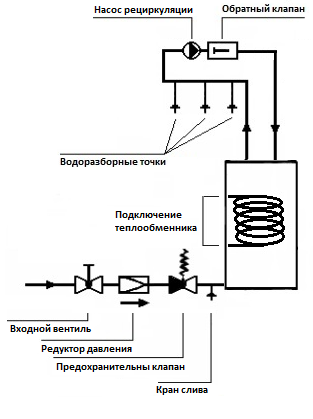 Насос рециркуляции
Обратный клапан
Водоразборные точки
Подключение
теплообменника
Входной вентиль
Редуктор давления
Предохранительны клапан
Кран слива